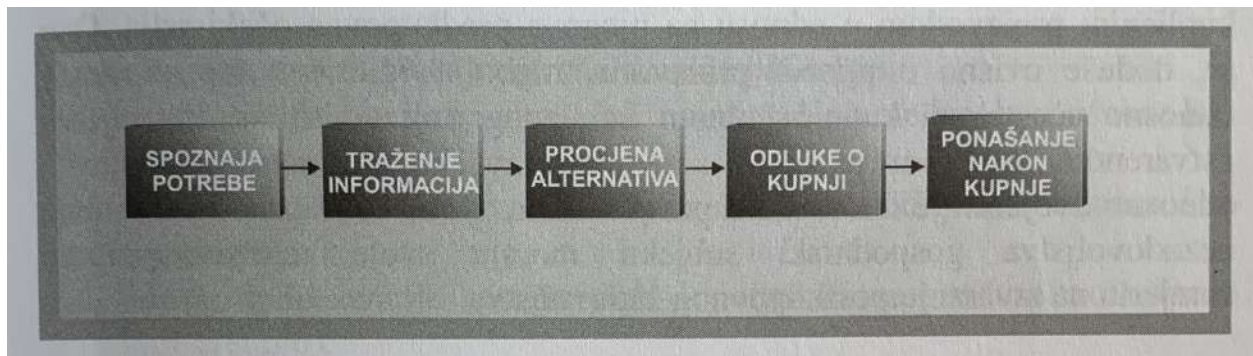 SPOZNAJA
POTREBE
TRAŽENJE
INFORMACIJA
PROCJENA
ALTERNATIVA
ODLUKE O
KUPNJI
PONAŠANJE
NAKON
KUPNJE